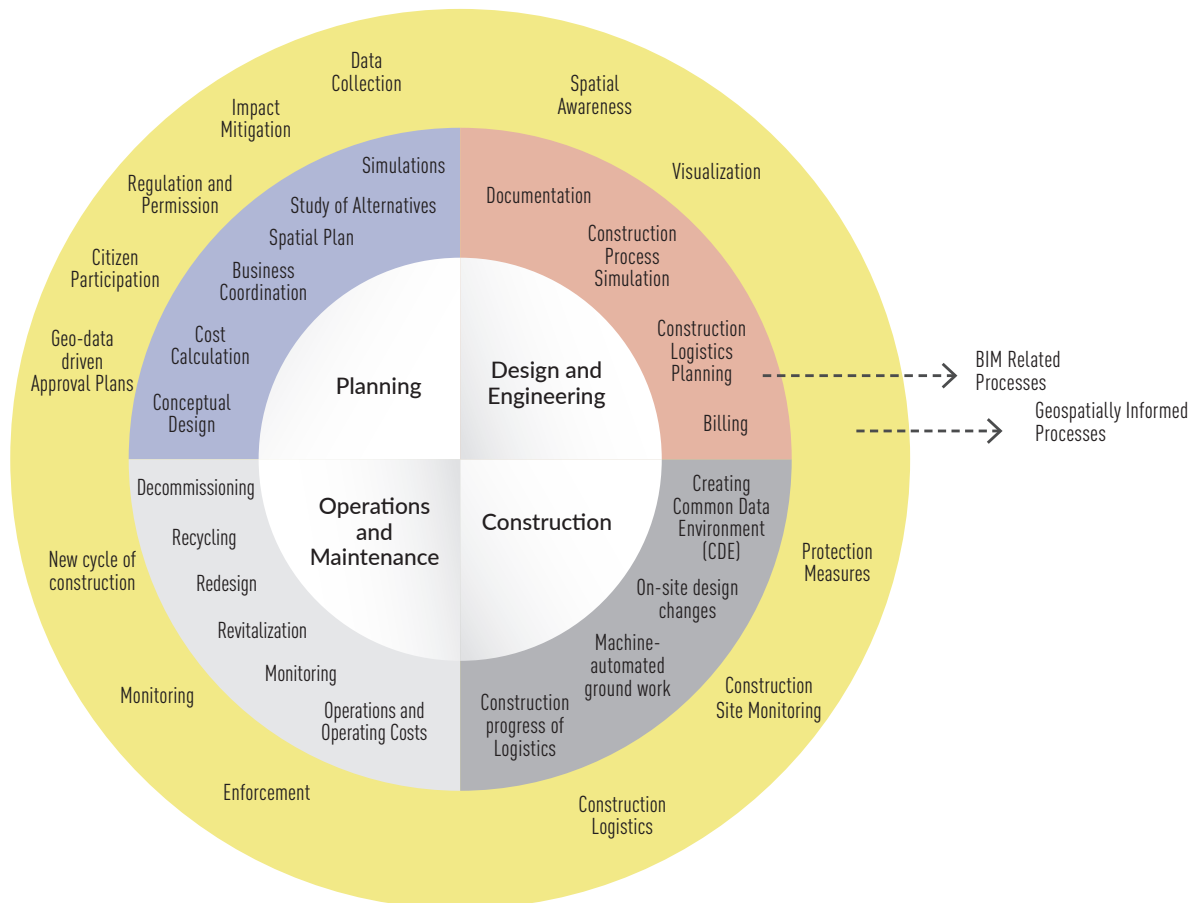 Data
Collection
Impact
Mitigation
Regulation and
Permission
Citizen
Participation
Geo-data
driven
Approval Plans
Spatial
Awareness
Visualization
Simulations
Study of Alternatives
Spatial Plan
Business
Coordination
Cost
Calculation
Conceptual
Design
Documentation
Construction
Process
Simulation
Construction
Logistics
Planning
Billing
Planning
Design and
Engineering
BIM Related
Processes
Geospatially Informed
Processes
Operations
and
Maintenance
Construction
Decommissioning
Recycling
Redesign
Revitalization
Monitoring
Operations and
Operating Costs
Creating
Common Data
Environment
(CDE)
On-site design
changes
Machine-
automated
ground work
Construction
progress of
Logistics
New cycle of
construction
Monitoring
Enforcement
Protection
Measures
Construction
Site Monitoring
Construction
Logistics